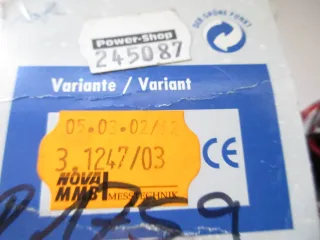 Power-Shop
245087
DER GRÜNE PUNKT
Variante / Variant
05.03.02/12
3.1247/03
CE
NOVA
MMB MESSTECHNIK
1759